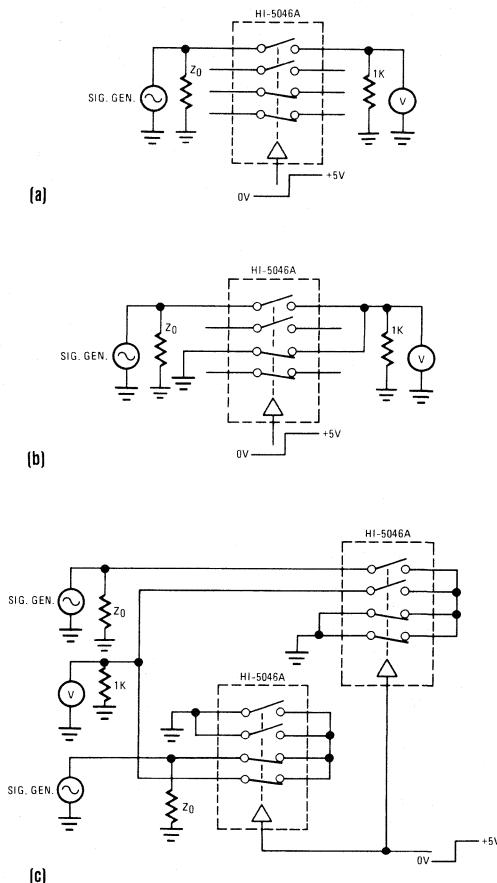 HI-5046A
Z0
SIG. GEN.
1K
V
+5V
0V
(a)
HI-5046A
Z0
SIG. GEN.
1K
V
+5V
0V
(b)
HI-5046A
SIG. GEN.
Z0
V
1K
HI-5046A
SIG. GEN.
Z0
+5V
0V
(c)